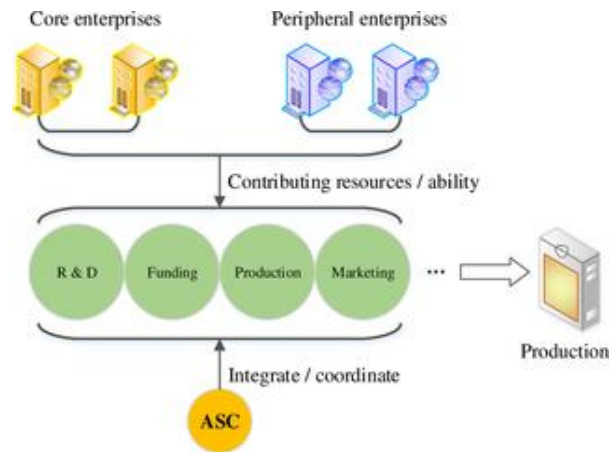 Core enterprises
Peripheral enterprises
Contributing resources / ability
R & D
Funding
Production
Marketing
...
Production
Integrate / coordinate
ASC